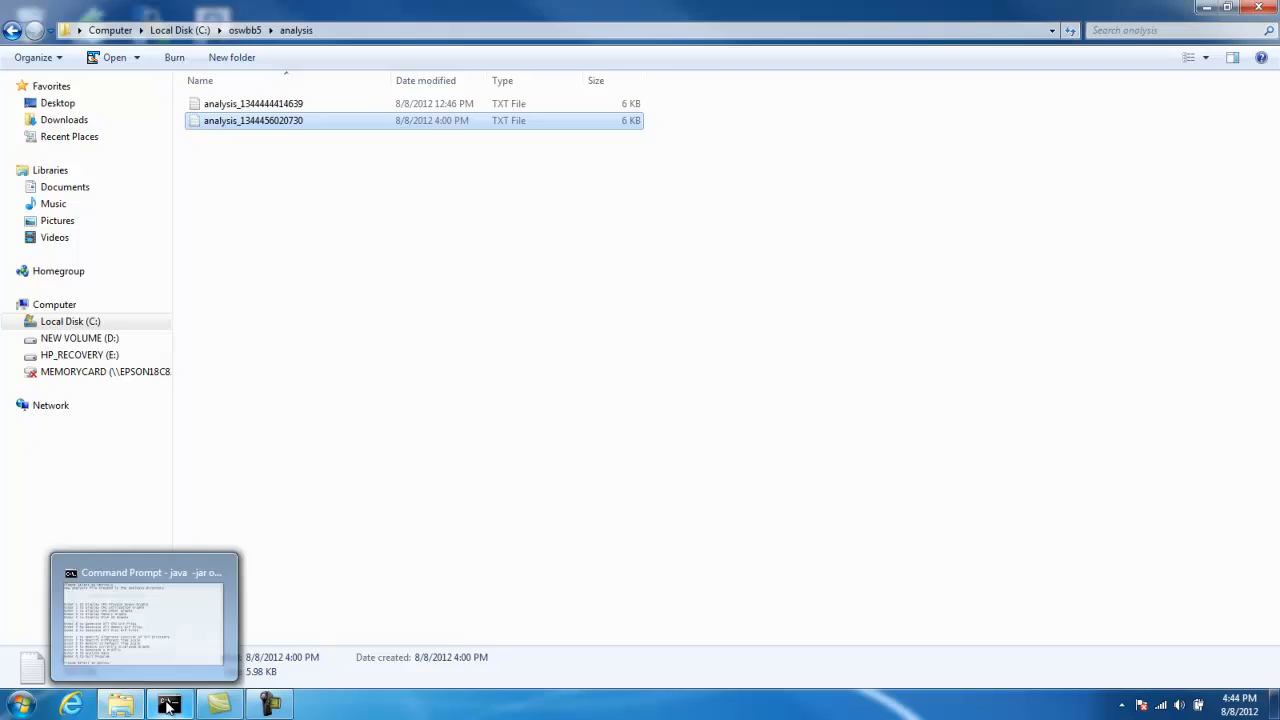 Computer Local Disk (C:) oswbb5 analysis
Search analysis
Organize Open Burn New folder
Name Date modified Type Size
Favorites
Desktop
Downloads
Recent Places
Libraries
Documents
Music
Pictures
Videos
Homegroup
Computer
Local Disk (C:)
NEW VOLUME (D:)
HP_RECOVERY (E:)
MEMORYCARD (\\EPSON18C8
Network
analysis_1344444414639 8/8/2012 12:46 PM TXT File 6 KB
analysis_1344456020730 8/8/2012 4:00 PM TXT File 6 KB
Command Prompt - java -jar o...
8/8/2012 4:00 PM Date created: 8/8/2012 4:00 PM
5.98 KB
4:44 PM
8/8/2012